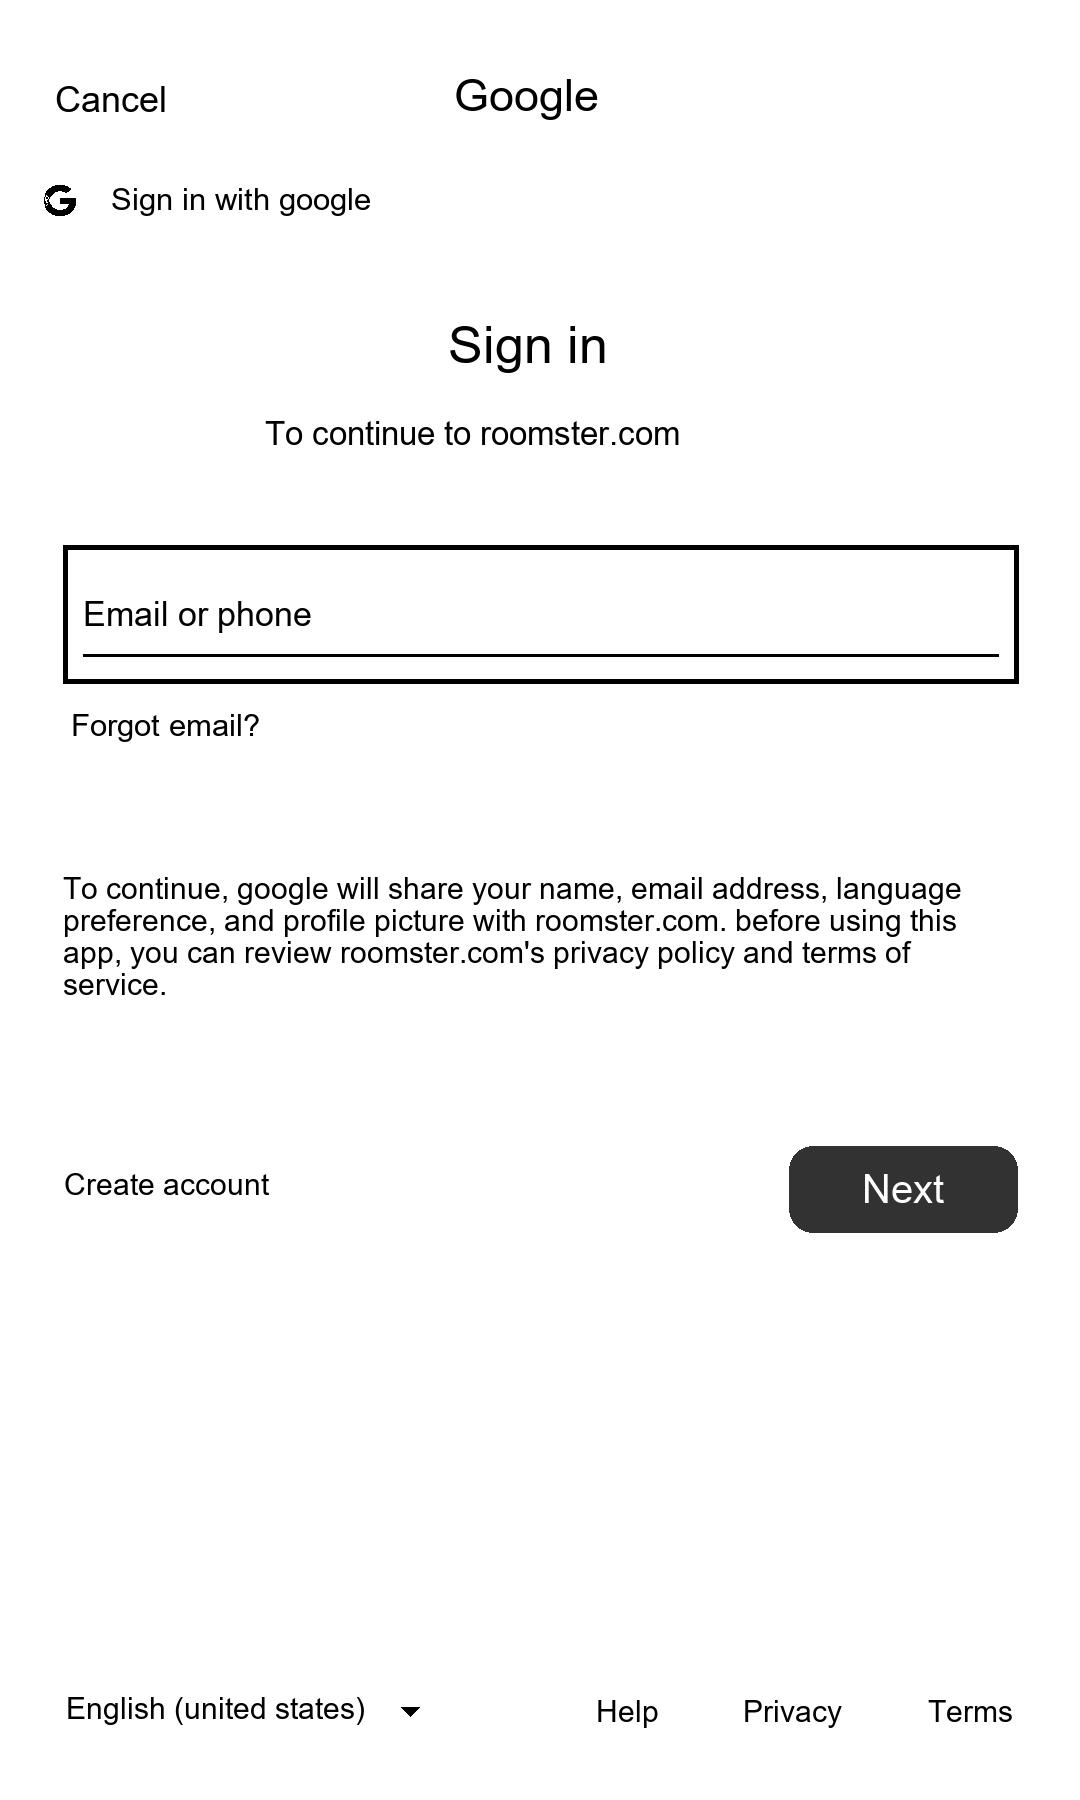 Cancel
Google
Sign in with google
Sign in
To continue to roomster.com
Email or phone
Forgot email?
To continue, google will share your name, email address, language
preference, and profile picture with roomster.com. before using this
app, you can review roomster.com's privacy policy and terms of
service.
Create account
Next
English (united states)
Help
Privacy
Terms